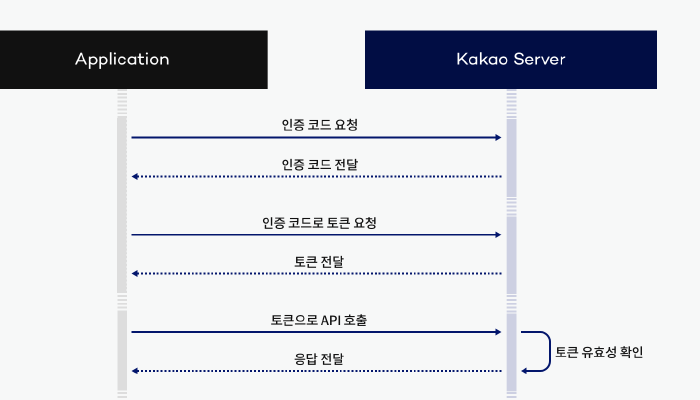 Application
Kakao Server
인증 코드 요청
인증 코드 전달
인증 코드로 토큰 요청
토큰 전달
토큰으로 API 호출
토큰 유효성 확인
응답 전달